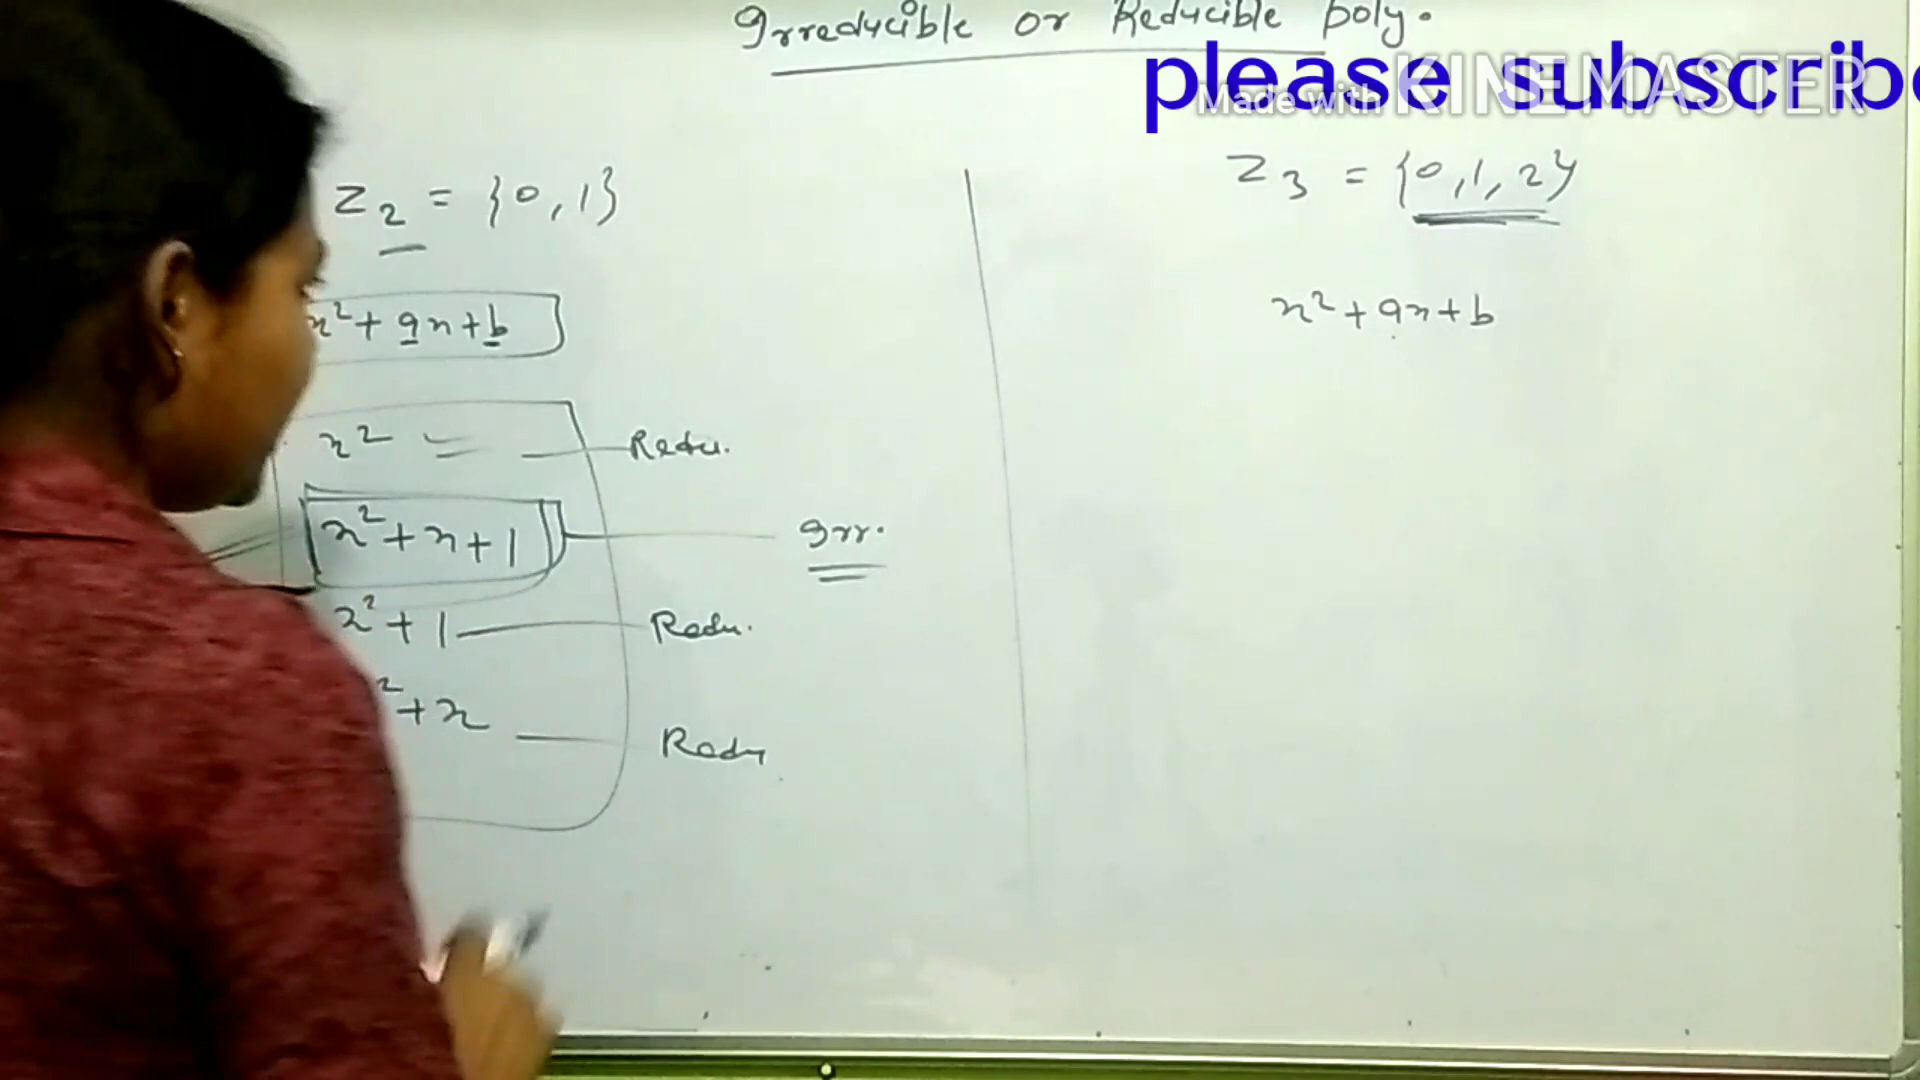 Irreducible or Reducible poly.
please subscribe
Made with KINEMASTER
Z₂ = {0,1}
x² + ax + b
x²
Redu.
x² + x + 1
Irr.
x² + 1
Redu.
² + x
Redu
Z₃ = {0,1,2}
x² + ax + b